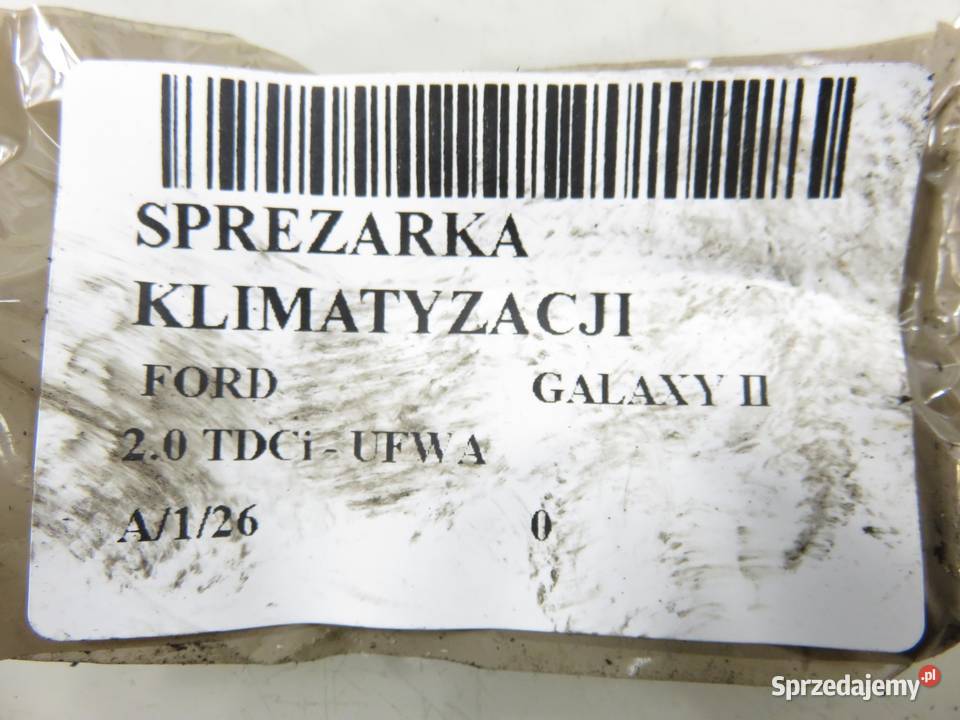 SPREZARKA
KLIMATYZACJI
FORD GALAXY II
2.0 TDCi - UFWA
A/1/26 0
Sprzedajemy.pl